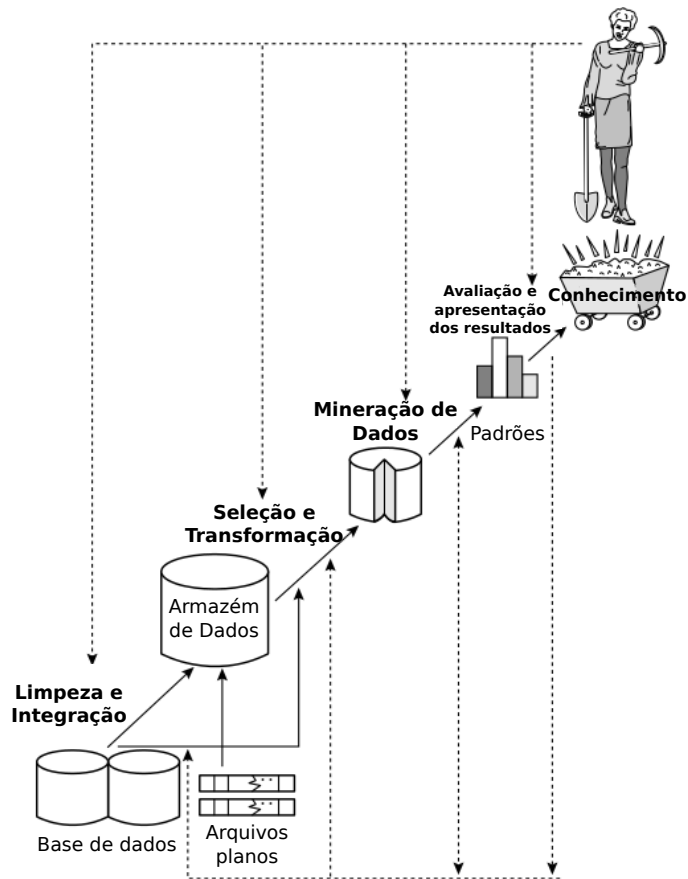 Avaliação e
apresentação
dos resultados
Conhecimento
Mineração de
Dados
Padrões
Seleção e
Transformação
Armazém
de Dados
Limpeza e
Integração
Base de dados
Arquivos
planos